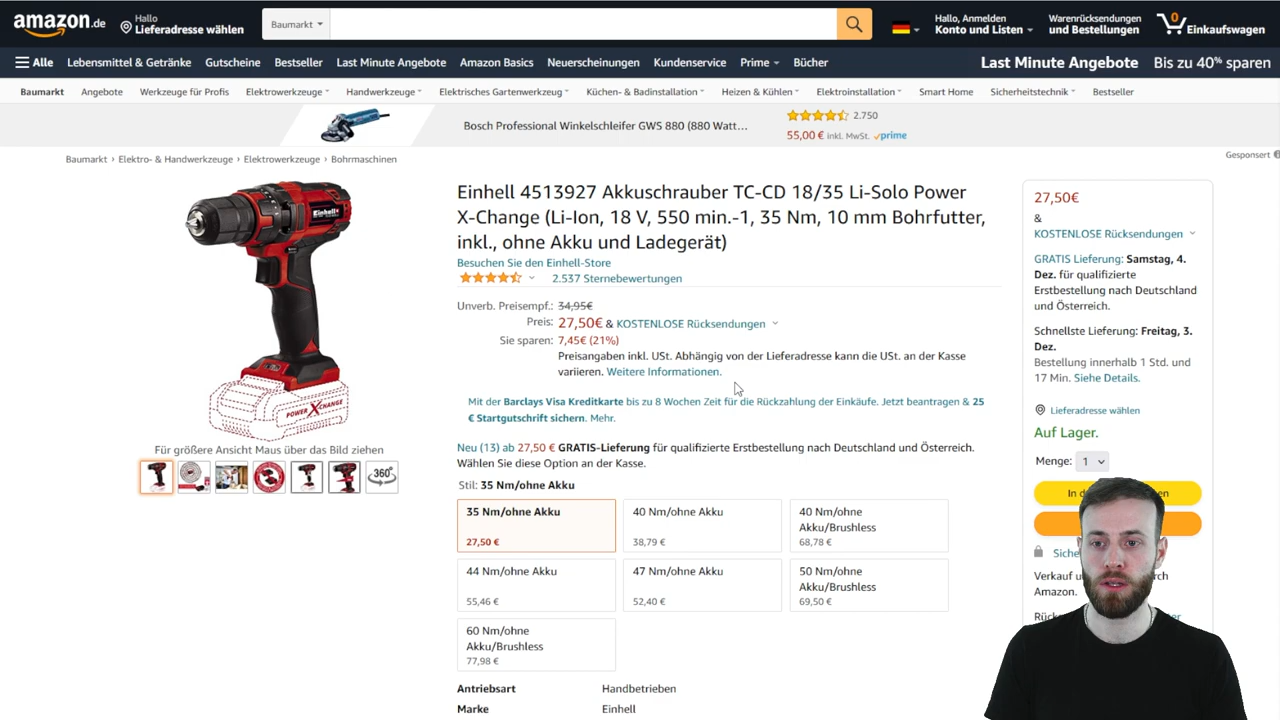 amazon.de
Hallo
Lieferadresse wählen
Baumarkt
Hallo, Anmelden
Konto und Listen
Warenrücksendungen
und Bestellungen
0
Einkaufswagen
Alle
Lebensmittel & Getränke
Gutscheine
Bestseller
Last Minute Angebote
Amazon Basics
Neuerscheinungen
Kundenservice
Prime
Bücher
Last Minute Angebote Bis zu 40% sparen
Baumarkt
Angebote
Werkzeuge für Profis
Elektrowerkzeuge
Handwerkzeuge
Elektrisches Gartenwerkzeug
Küchen- & Badinstallation
Heizen & Kühlen
Elektroinstallation
Smart Home
Sicherheitstechnik
Bestseller
Bosch Professional Winkelschleifer GWS 880 (880 Watt...
2.750
55,00 € inkl. MwSt. prime
Gesponsert
Baumarkt › Elektro- & Handwerkzeuge › Elektrowerkzeuge › Bohrmaschinen
Einhell
POWER X-CHANGE
Für größere Ansicht Maus über das Bild ziehen
360°
Einhell 4513927 Akkuschrauber TC-CD 18/35 Li-Solo Power
X-Change (Li-Ion, 18 V, 550 min.-1, 35 Nm, 10 mm Bohrfutter,
inkl., ohne Akku und Ladegerät)
Besuchen Sie den Einhell-Store
2.537 Sternebewertungen
Unverb. Preisempf.: 34,95€
Preis: 27,50€ & KOSTENLOSE Rücksendungen
Sie sparen: 7,45€ (21%)
Preisangaben inkl. USt. Abhängig von der Lieferadresse kann die USt. an der Kasse
variieren. Weitere Informationen.
Mit der Barclays Visa Kreditkarte bis zu 8 Wochen Zeit für die Rückzahlung der Einkäufe. Jetzt beantragen & 25
€ Startgutschrift sichern. Mehr.
Neu (13) ab 27,50 € GRATIS-Lieferung für qualifizierte Erstbestellung nach Deutschland und Österreich.
Wählen Sie diese Option an der Kasse.
Stil: 35 Nm/ohne Akku
35 Nm/ohne Akku
27,50 €
40 Nm/ohne Akku
38,79 €
40 Nm/ohne
Akku/Brushless
68,78 €
44 Nm/ohne Akku
55,46 €
47 Nm/ohne Akku
52,40 €
50 Nm/ohne
Akku/Brushless
69,50 €
60 Nm/ohne
Akku/Brushless
77,98 €
Antriebsart Handbetrieben
Marke Einhell
27,50€
&
KOSTENLOSE Rücksendungen
GRATIS Lieferung: Samstag, 4.
Dez. für qualifizierte
Erstbestellung nach Deutschland
und Österreich.
Schnellste Lieferung: Freitag, 3.
Dez.
Bestellung innerhalb 1 Std. und
17 Min. Siehe Details.
Lieferadresse wählen
Auf Lager.
Menge: 1
In
Verkauf
Amazon.